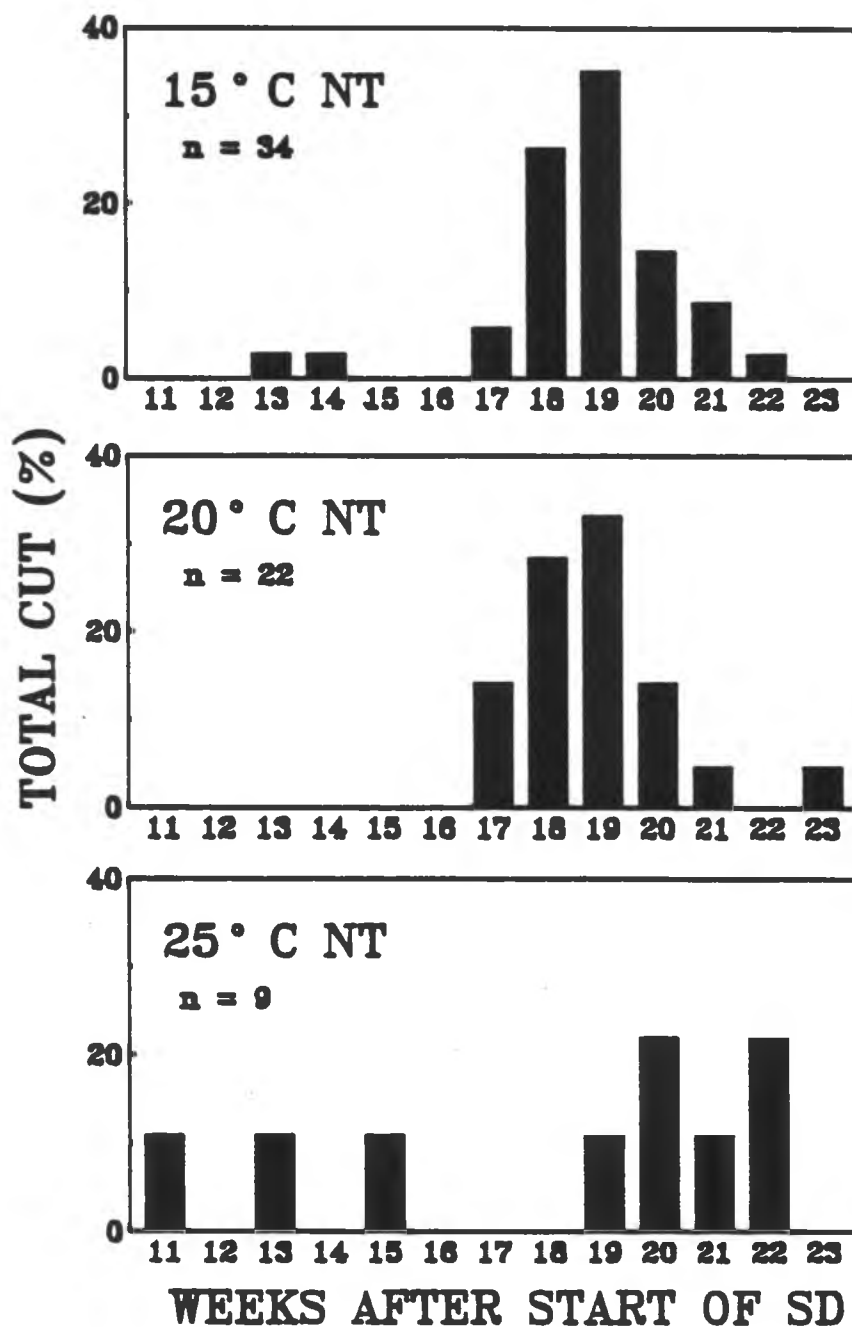 TOTAL CUT (%)
40
20
0
15° C NT
n = 34
11 12 13 14 15 16 17 18 19 20 21 22 23
40
20
0
20° C NT
n = 22
11 12 13 14 15 16 17 18 19 20 21 22 23
40
20
0
25° C NT
n = 9
11 12 13 14 15 16 17 18 19 20 21 22 23
WEEKS AFTER START OF SD